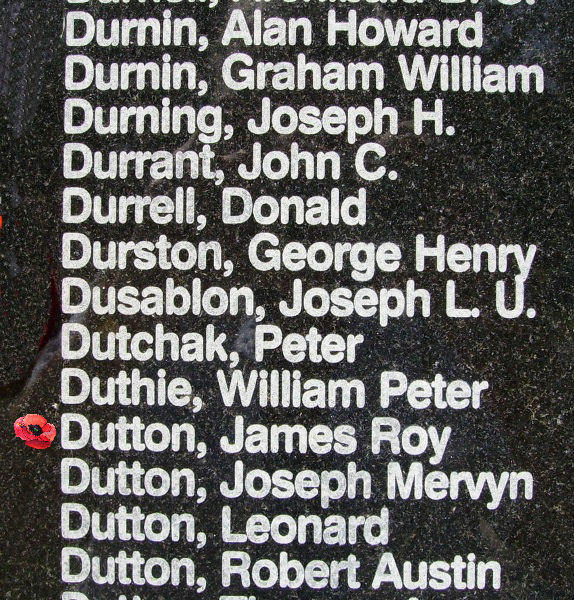 Durnin, Alan Howard
Durnin, Graham William
Durning, Joseph H.
Durrant, John C.
Durrell, Donald
Durston, George Henry
Dusablon, Joseph L. U.
Dutchak, Peter
Duthie, William Peter
Dutton, James Roy
Dutton, Joseph Mervyn
Dutton, Leonard
Dutton, Robert Austin